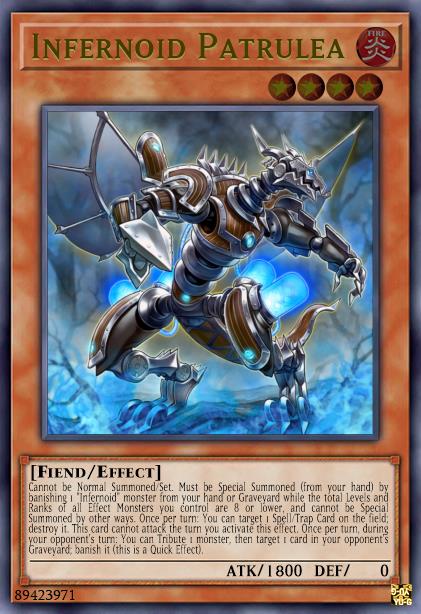 INFERNOID PATRULEA
FIRE
炎
[FIEND/EFFECT]
Cannot be Normal Summoned/Set. Must be Special Summoned (from your hand) by
banishing 1 "Infernoid" monster from your hand or Graveyard while the total Levels and
Ranks of all Effect Monsters you control are 8 or lower, and cannot be Special
Summoned by other ways. Once per turn: You can target 1 Spell/Trap Card on the field;
destroy it. This card cannot attack the turn you activate this effect. Once per turn, during
your opponent's turn: You can Tribute 1 monster, then target 1 card in your opponent's
Graveyard; banish it (this is a Quick Effect).
ATK/1800 DEF/ 0
89423971